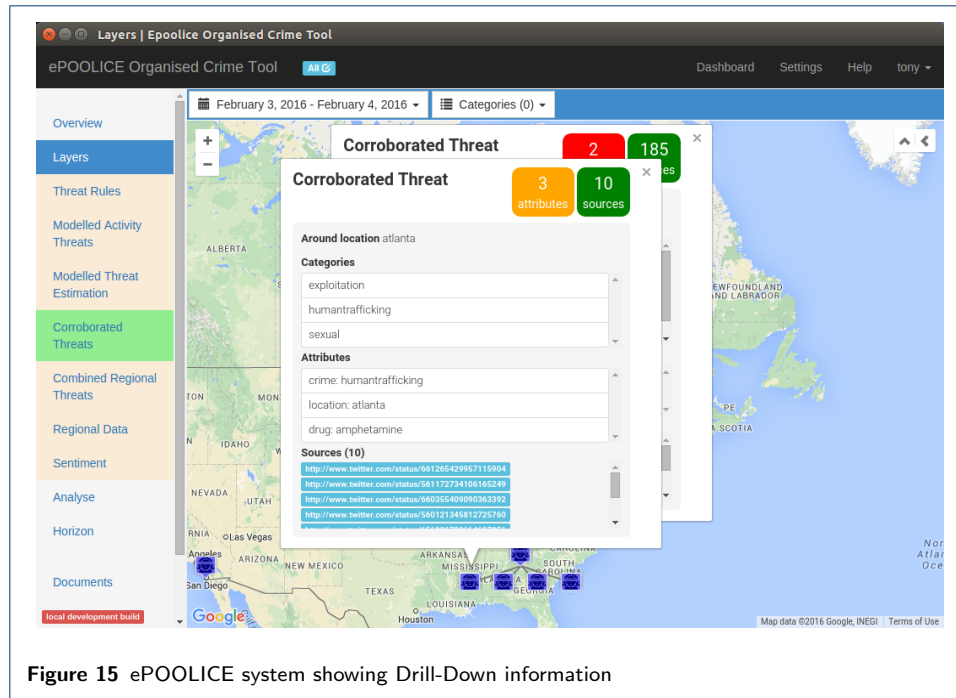 Layers | Epoolice Organised Crime Tool
ePOOLICE Organised Crime Tool
All
Dashboard Settings Help tony
February 3, 2016 - February 4, 2016
Categories (0)
Overview
Layers
Threat Rules
Modelled Activity
Threats
Modelled Threat
Estimation
Corroborated
Threats
Combined Regional
Threats
Regional Data
Sentiment
Analyse
Horizon
Documents
local development build
+
−
Corroborated Threat
2
185
×
Corroborated Threat
3
attributes
10
sources
×
Around location atlanta
Categories
exploitation
humantrafficking
sexual
Attributes
crime: humantrafficking
location: atlanta
drug: amphetamine
Sources (10)
http://www.twitter.com/status/661265429957115904
http://www.twitter.com/status/561172734106165249
http://www.twitter.com/status/660355409090363392
http://www.twitter.com/status/560121345812725760
ALBERTA
IDAHO
NEVADA
UTAH
Las Vegas
Angeles
ARIZONA
NEW MEXICO
San Diego
TEXAS
ARKANSAS
MISSISSIPPI
SOUTH
CAROLINA
GEORGIA
LOUISIANA
Houston
NEWFOUNDLAND
AND LABRADOR
PE
A SCOTIA
Google
Map data ©2016 Google, INEGI
Terms of Use
Figure 15 ePOOLICE system showing Drill-Down information